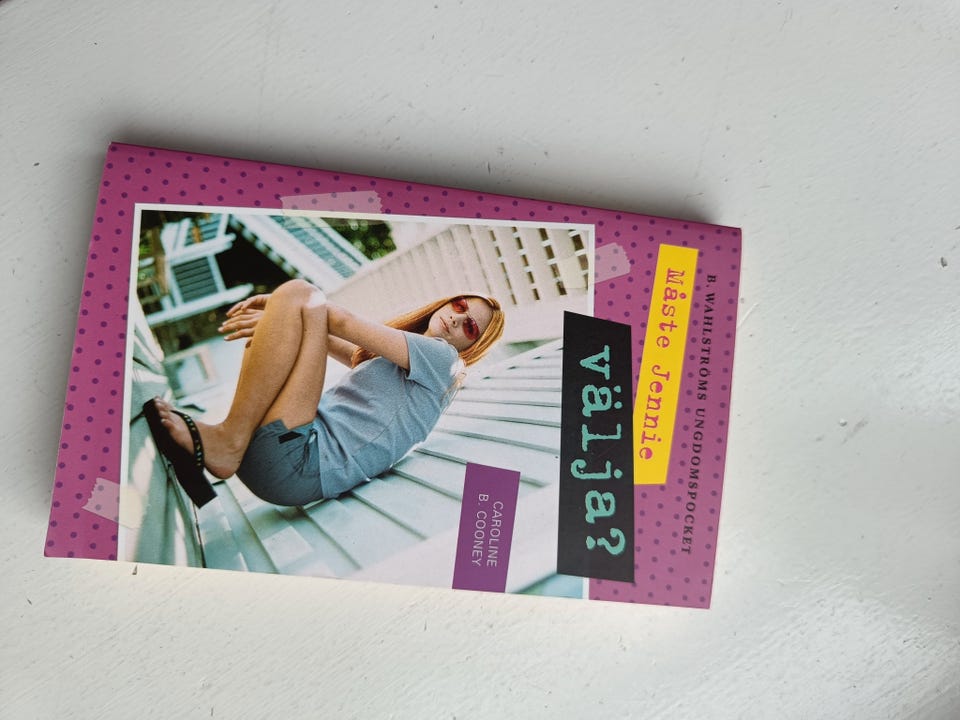 B. WAHLSTRÖMS UNGDOMSPOCKET
Måste Jennie
välja?
CAROLINE
B. COONEY